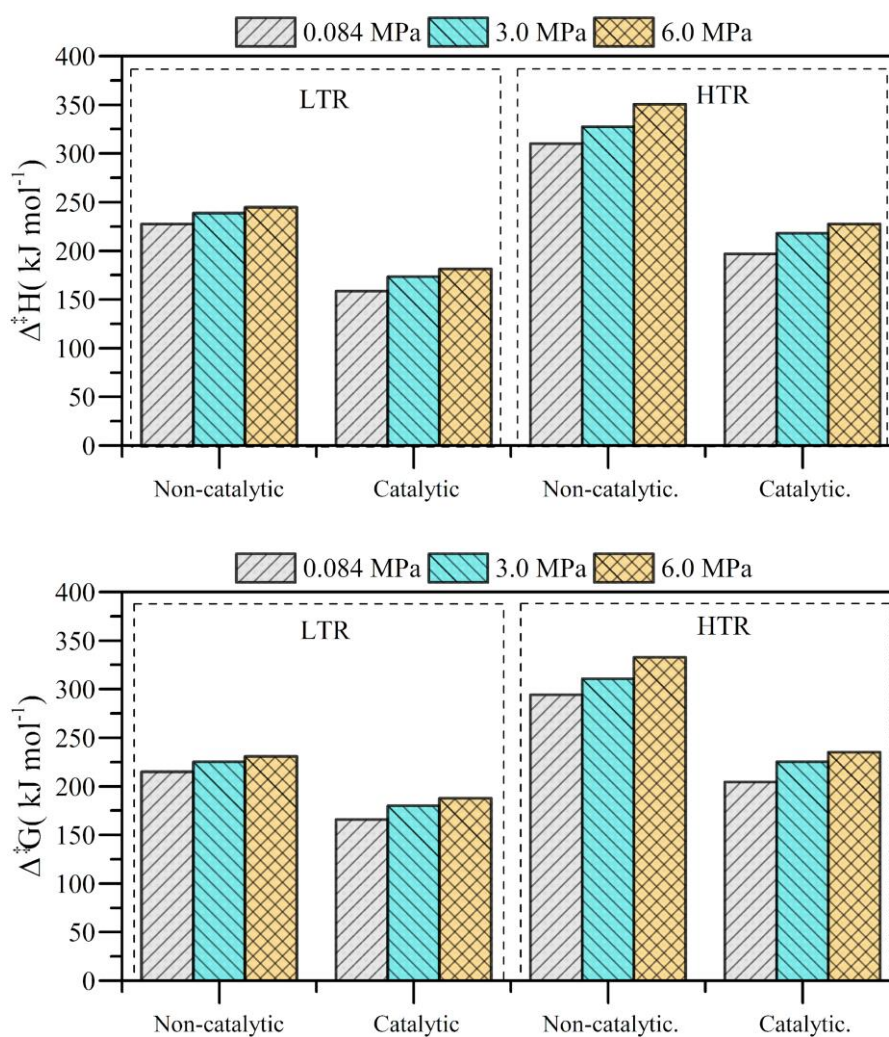 0.084 MPa 3.0 MPa 6.0 MPa
400
350
300
250
200
150
100
50
0
Δ‡H( kJ mol-1)
LTR
HTR
Non-catalytic
Catalytic
Non-catalytic.
Catalytic.
0.084 MPa 3.0 MPa 6.0 MPa
400
350
300
250
200
150
100
50
0
Δ‡G( kJ mol-1)
LTR
HTR
Non-catalytic
Catalytic
Non-catalytic.
Catalytic.